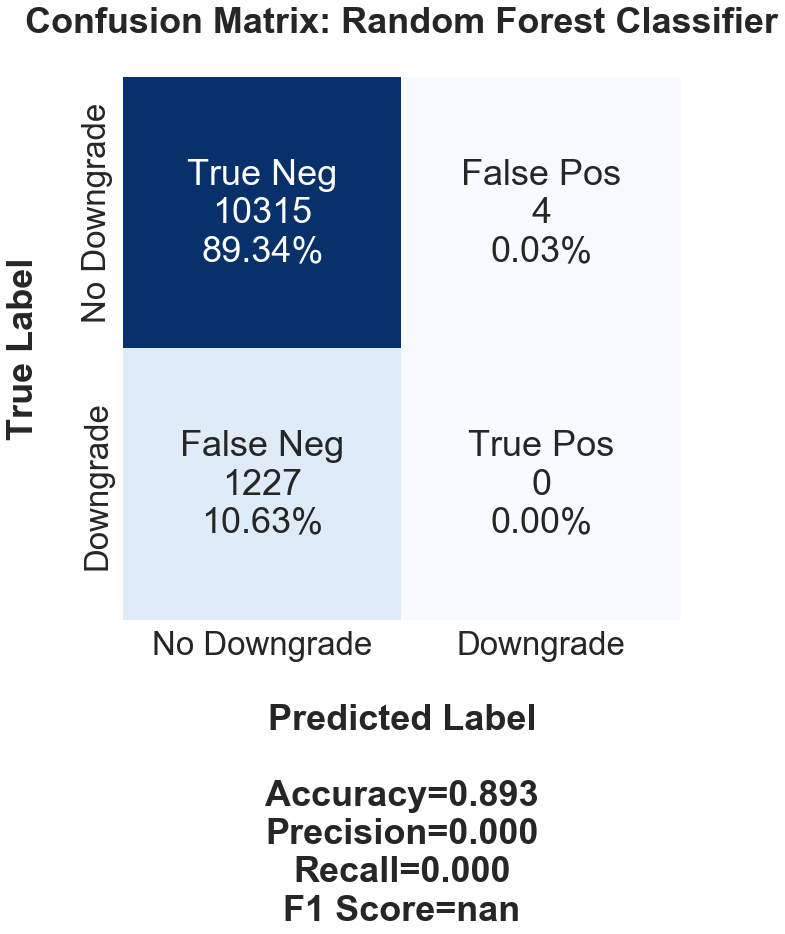 Confusion Matrix: Random Forest Classifier
True Label
No Downgrade
True Neg
10315
89.34%
False Pos
4
0.03%
Downgrade
False Neg
1227
10.63%
True Pos
0
0.00%
No Downgrade
Downgrade
Predicted Label
Accuracy=0.893
Precision=0.000
Recall=0.000
F1 Score=nan